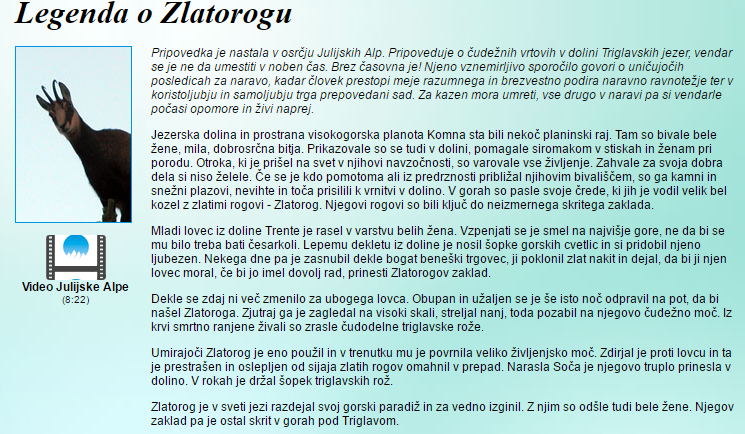 Legenda o Zlatorogu
Pripovedka je nastala v osrčju Julijskih Alp. Pripoveduje o čudežnih vrtovih v dolini Triglavskih jezer, vendar
se je ne da umestiti v noben čas. Brez časovna je! Njeno vznemirljivo sporočilo govori o uničujočih
posledicah za naravo, kadar človek prestopi meje razumnega in brezvestno podira naravno ravnotežje ter v
koristoljubju in samoljubju trga prepovedani sad. Za kazen mora umreti, vse drugo v naravi pa si vendarle
počasi opomore in živi naprej.
Jezerska dolina in prostrana visokogorska planota Komna sta bili nekoč planinski raj. Tam so bivale bele
žene, mila, dobrosrčna bitja. Prikazovale so se tudi v dolini, pomagale siromakom v stiskah in ženam pri
porodu. Otroka, ki je prišel na svet v njihovi navzočnosti, so varovale vse življenje. Zahvale za svoja dobra
dela si niso želele. Če se je kdo pomotoma ali iz predrznosti približal njihovim bivališčem, so ga kamni in
snežni plazovi, nevihte in toča prisilili k vrnitvi v dolino. V gorah so pasle svoje črede, ki jih je vodil velik bel
kozel z zlatimi rogovi - Zlatorog. Njegovi rogovi so bili ključ do neizmernega skritega zaklada.
Mladi lovec iz doline Trente je rasel v varstvu belih žena. Vzpenjati se je smel na najvišje gore, ne da bi se
mu bilo treba bati česarkoli. Lepemu dekletu iz doline je nosil šopke gorskih cvetlic in si pridobil njeno
ljubezen. Nekega dne pa je zasnubil dekle bogat beneški trgovec, ji poklonil zlat nakit in dejal, da bi ji njen
lovec moral, če bi jo imel dovolj rad, prinesti Zlatorogov zaklad.
Video Julijske Alpe
(8:22)
Dekle se zdaj ni več zmenilo za ubogega lovca. Obupan in užaljen se je še isto noč odpravil na pot, da bi
našel Zlatoroga. Zjutraj ga je zagledal na visoki skali, streljal nanj, toda pozabil na njegovo čudežno moč. Iz
krvi smrtno ranjene živali so zrasle čudodelne triglavske rože.
Umirajoči Zlatorog je eno použil in v trenutku mu je povrnila veliko življenjsko moč. Zdirjal je proti lovcu in ta
je prestrašen in oslepljen od sijaja zlatih rogov omahnil v prepad. Narasla Soča je njegovo truplo prinesla v
dolino. V rokah je držal šopek triglavskih rož.
Zlatorog je v sveti jezi razdejal svoj gorski paradiž in za vedno izginil. Z njim so odšle tudi bele žene. Njegov
zaklad pa je ostal skrit v gorah pod Triglavom.